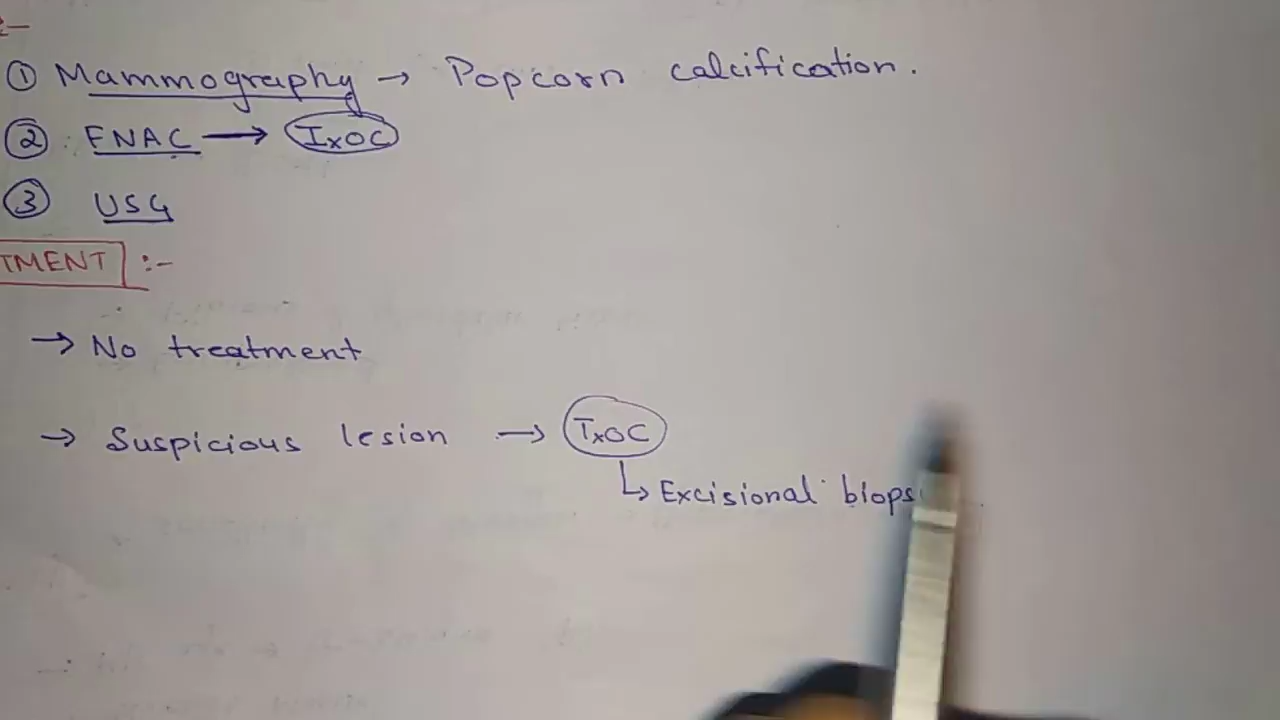 :-
① Mammography → Popcorn calcification.
② FNAC → IxOC
③ USG
TMENT :-
→ No treatment
→ Suspicious lesion → TxOC
↳ Excisional biops